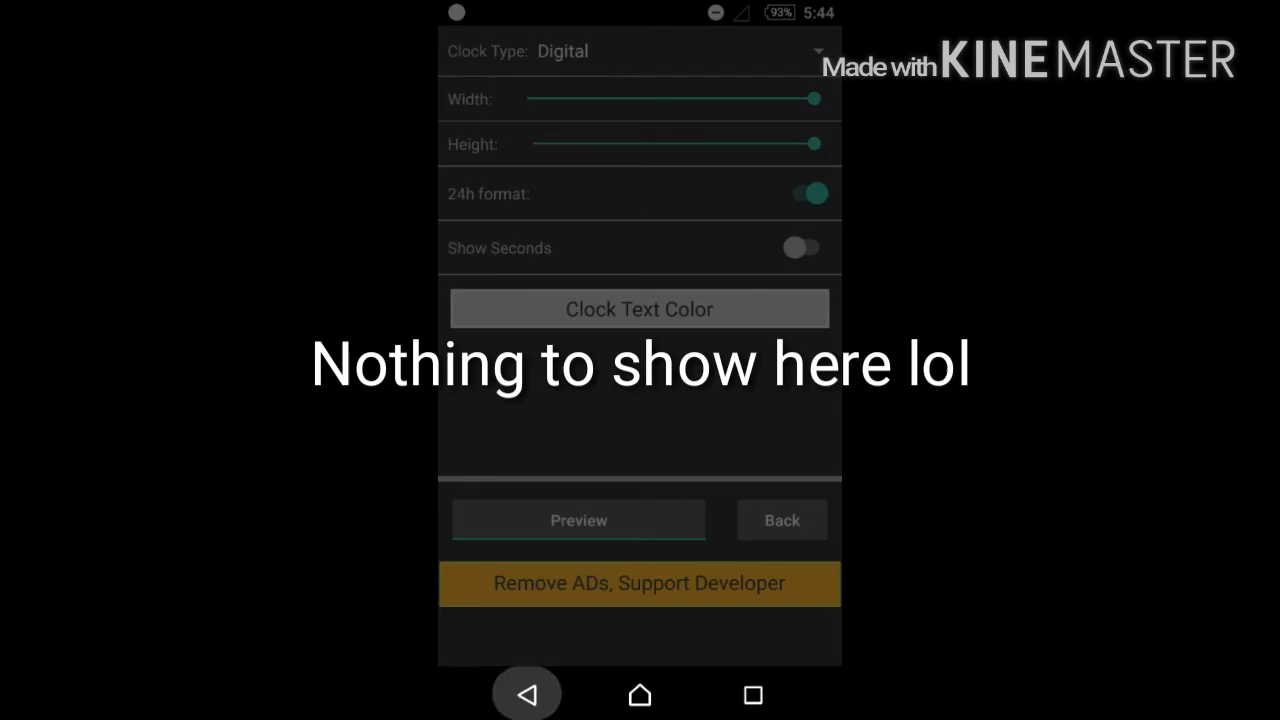 93% 5:44
Clock Type: Digital
Made with KINEMASTER
Width:
Height:
24h format:
Show Seconds
Clock Text Color
Nothing to show here lol
Preview Back
Remove ADs, Support Developer